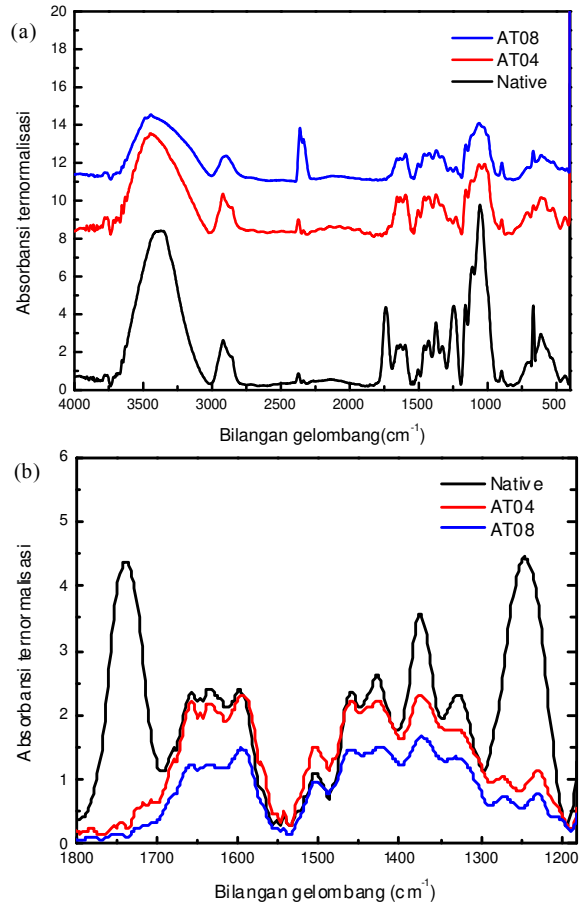 (a)
20
18
16
14
12
10
8
6
4
2
0
Absorbansi ternormalisasi
AT08
AT04
Native
4000 3500 3000 2500 2000 1500 1000 500
Bilangan gelombang(cm⁻¹)
(b)
6
5
4
3
2
1
0
Absorbansi ternormalisasi
Native
AT04
AT08
1800 1700 1600 1500 1400 1300 1200
Bilangan gelombang (cm⁻¹)